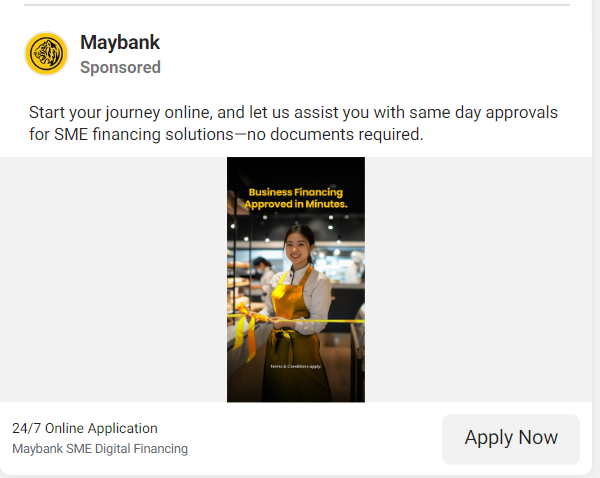 Maybank
Sponsored
Start your journey online, and let us assist you with same day approvals
for SME financing solutions—no documents required.
Business Financing
Approved in Minutes.
Terms & Conditions apply.
24/7 Online Application
Maybank SME Digital Financing
Apply Now